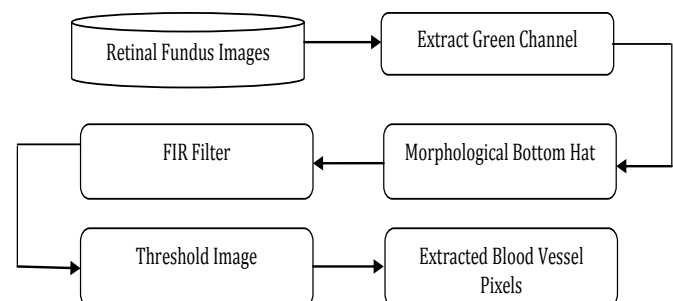 Retinal Fundus Images
Extract Green Channel
Morphological Bottom Hat
FIR Filter
Threshold Image
Extracted Blood Vessel
Pixels